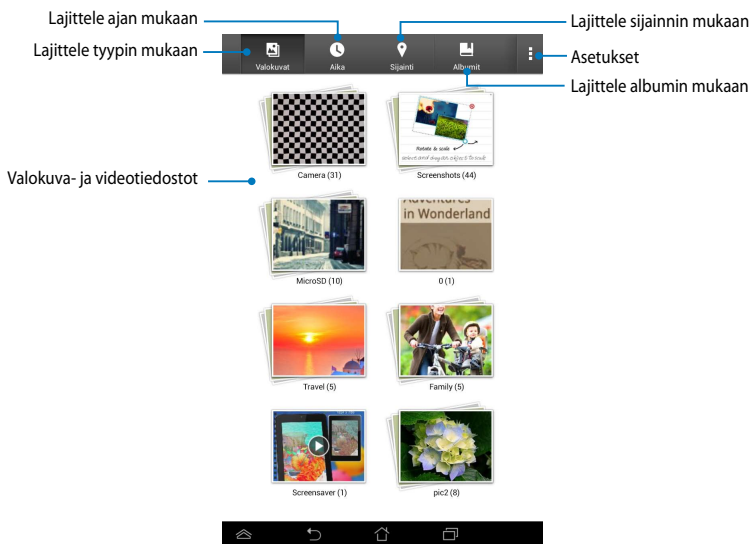 Lajittele ajan mukaan
Lajittele sijainnin mukaan
Lajittele tyypin mukaan
Asetukset
Valokuvat
Aika
Sijainti
Albumit
Lajittele albumin mukaan
Rotate & scale
Camera (31)
Screenshots (44)
Valokuva- ja videotiedostot
Adventures
in Wonderland
MicroSD (10)
0 (1)
Travel (5)
Family (5)
Screensaver (1)
pic2 (8)